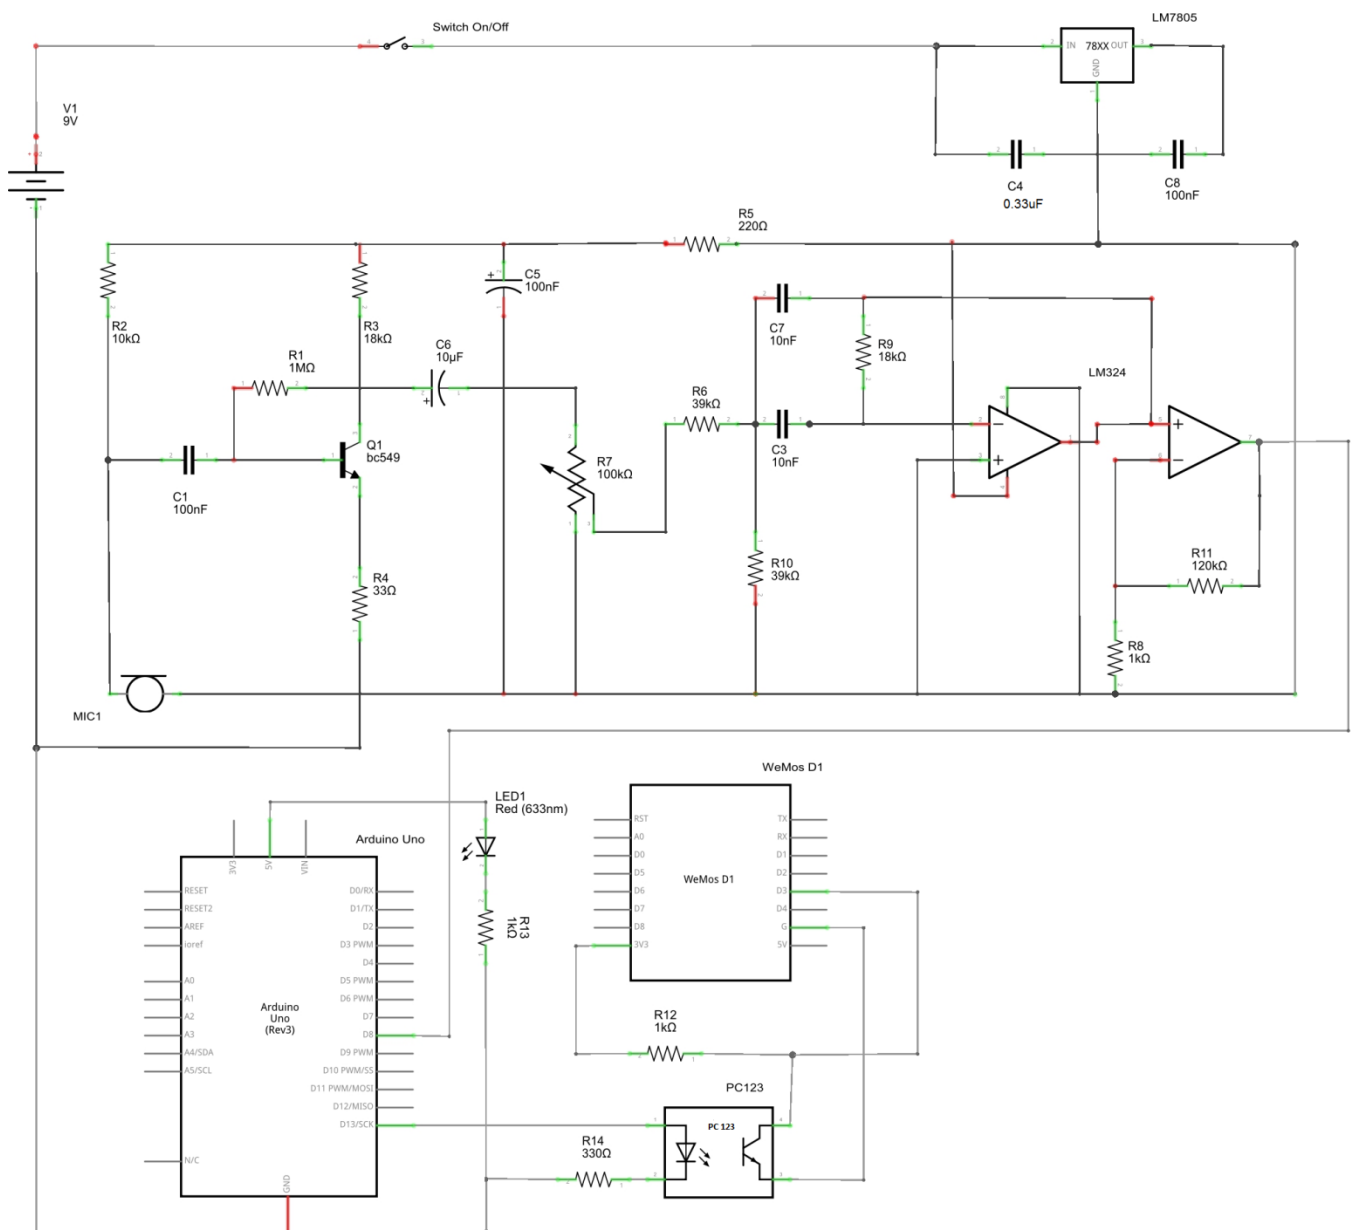 Switch On/Off
LM7805
IN
78XX
OUT
GND
V1
9V
C4
0.33uF
C8
100nF
R5
220Ω
C5
100nF
R2
10kΩ
R3
18kΩ
C7
10nF
R9
18kΩ
R1
1MΩ
C6
10µF
R6
39kΩ
LM324
Q1
bc549
R7
100kΩ
C3
10nF
C1
100nF
R4
33Ω
R10
39kΩ
R11
120kΩ
R8
1kΩ
MIC1
WeMos D1
LED1
Red (633nm)
Arduino Uno
3V3
5V
VIN
RST
A0
D0
D5
D6
D7
D8
3V3
WeMos D1
TX
RX
D1
D2
D3
D4
G
5V
RESET
RESET2
AREF
ioref
A0
A1
A2
A3
A4/SDA
A5/SCL
N/C
Arduino
Uno
(Rev3)
D0/RX
D1/TX
D2
D3 PWM
D4
D5 PWM
D6 PWM
D7
D8
D9 PWM
D10 PWM/SS
D11 PWM/MOSI
D12/MISO
D13/SCK
GND
R13
1kΩ
R12
1kΩ
PC123
PC 123
R14
330Ω